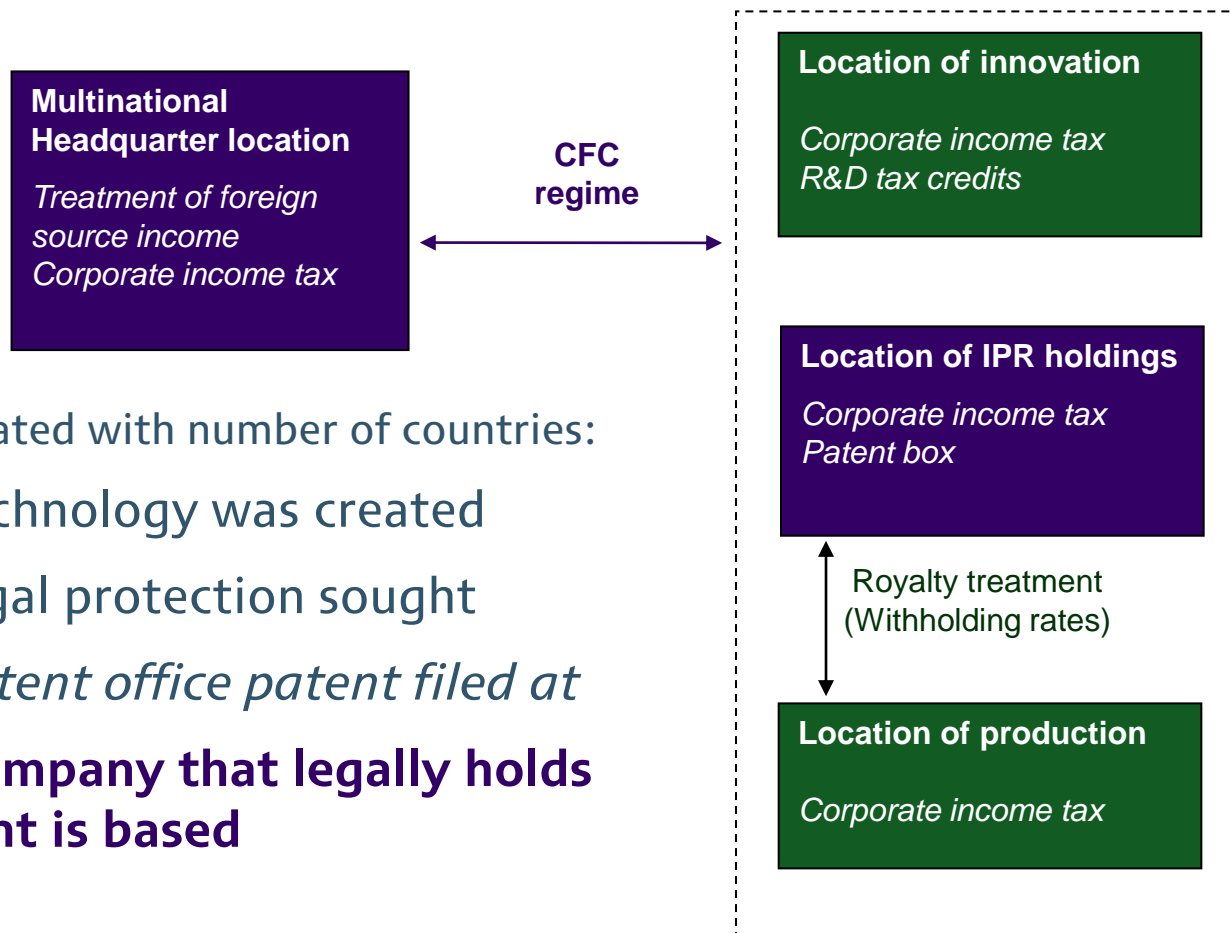 Multinational
Headquarter location
Treatment of foreign
source income
Corporate income tax
CFC
regime
Location of innovation
Corporate income tax
R&D tax credits
Location of IPR holdings
Corporate income tax
Patent box
Royalty treatment
(Withholding rates)
Location of production
Corporate income tax
ated with number of countries:
chnology was created
gal protection sought
tent office patent filed at
mpany that legally holds
nt is based